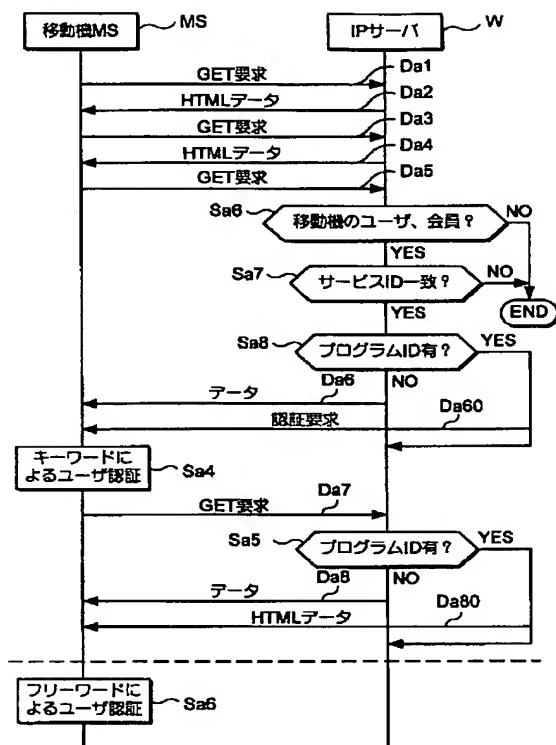 移動機MS
MS
IPサーバ
W
GET要求
Da1
HTMLデータ
Da2
GET要求
Da3
HTMLデータ
Da4
GET要求
Da5
Sa6
移動機のユーザ、会員？
NO
YES
Sa7
サービスID一致？
NO
YES
END
Sa8
プログラムID有？
YES
NO
データ
Da6
認証要求
Da60
キーワードに
よるユーザ認証
Sa4
GET要求
Da7
Sa5
プログラムID有？
YES
NO
データ
Da8
HTMLデータ
Da80
フリーワードに
よるユーザ認証
Sa6